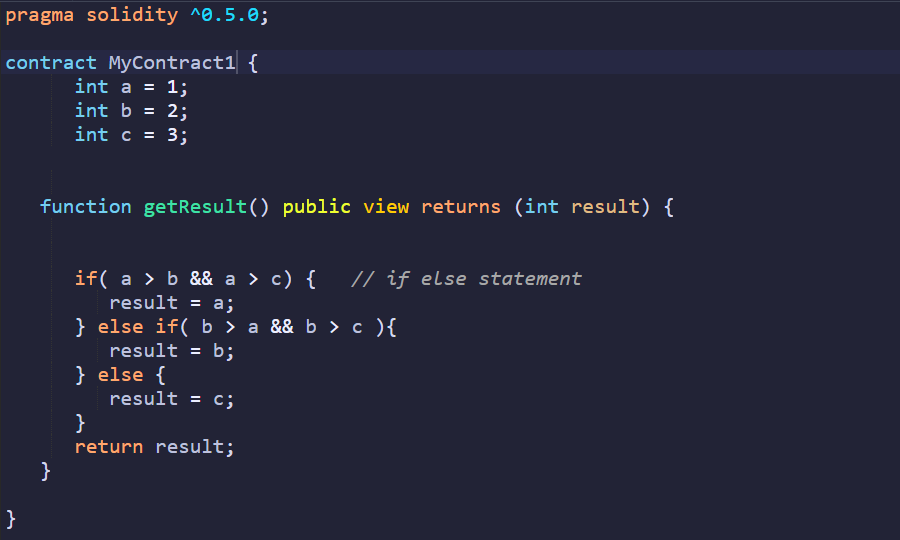 pragma solidity ^0.5.0;
contract MyContract1 {
int a = 1;
int b = 2;
int c = 3;
function getResult() public view returns (int result) {
if( a > b && a > c) {   // if else statement
result = a;
} else if( b > a && b > c ){
result = b;
} else {
result = c;
}
return result;
}
}